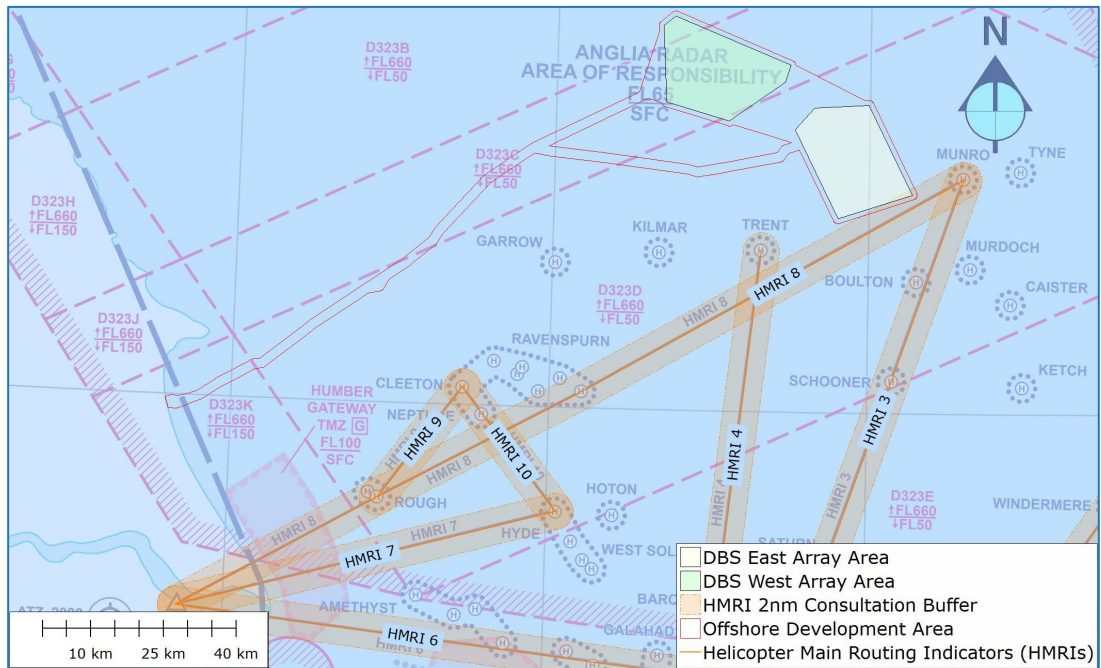 D323B
↑FL660
↓FL50
ANGLIA RADAR
AREA OF RESPONSIBILITY
FL65
SFC
N
D323C
↑FL660
↓FL50
MUNRO
TYNE
D323H
↑FL660
↓FL150
GARROW
KILMAR
TRENT
MURDOCH
BOULTON
CAISTER
HMRI 8
HMRI 8
D323D
↑FL660
↓FL50
D323J
↑FL660
↓FL150
RAVENSPURN
CLEETON
SCHOONER
KETCH
HUMBER
GATEWAY
TMZ G
FL100
SFC
D323K
↑FL660
↓FL150
HMRI 9
HMRI 10
HMRI 8
HMRI 4
HMRI 3
ROUGH
HOTON
D323E
↑FL660
↓FL50
WINDERMERE
HMRI 8
HMRI 7
HYDE
HMRI 3
HMRI 7
WEST SOL
AMETHYST
HMRI 6
GALAHAD
10 km 25 km 40 km
DBS East Array Area
DBS West Array Area
HMRI 2nm Consultation Buffer
Offshore Development Area
Helicopter Main Routing Indicators (HMRIs)